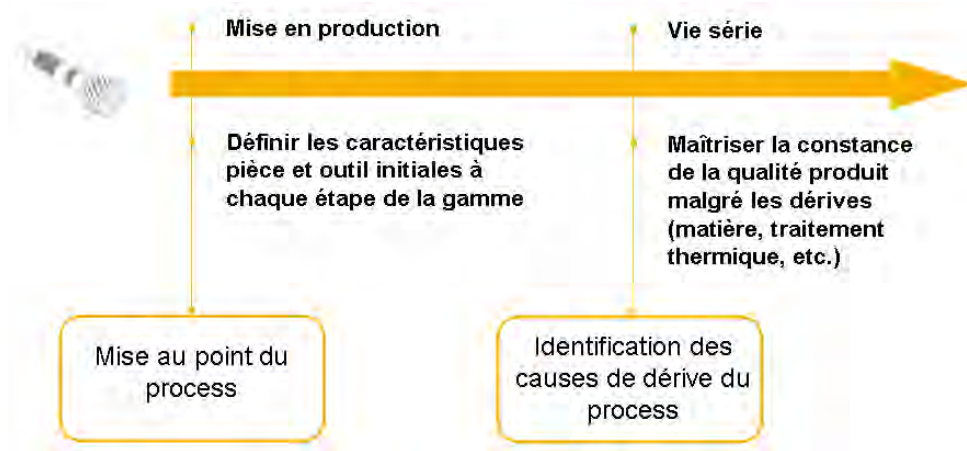 Mise en production
Vie série
Définir les caractéristiques
pièce et outil initiales à
chaque étape de la gamme
Maîtriser la constance
de la qualité produit
malgré les dérives
(matière, traitement
thermique, etc.)
Mise au point du
process
Identification des
causes de dérive du
process